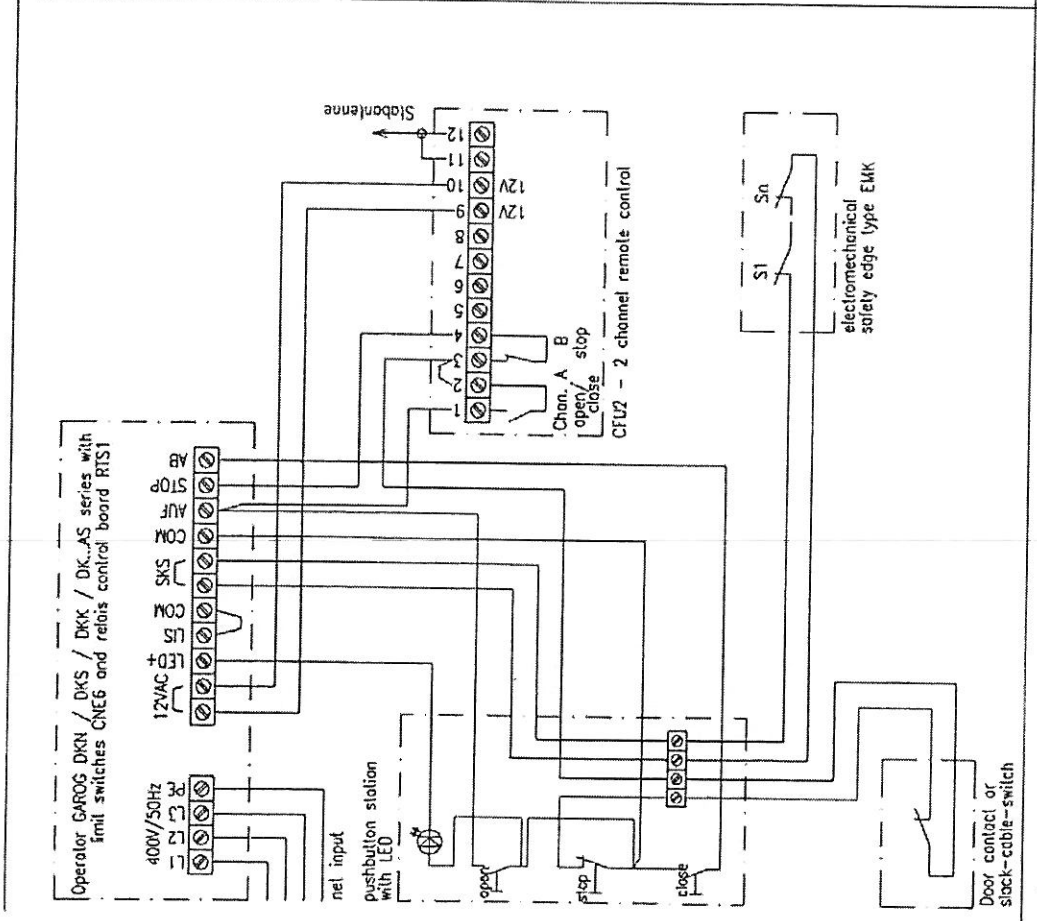 Operator GAROG DKN / DKS / DKK / DK...AS series with
limit switches CNE6 and relais control board RTS1
L1
L2
L3
PE
400V/50Hz
12VAC
LED+
LIS
COM
SKS
COM
AUF
STOP
AB
net input
pushbutton station
with LED
open
stop
close
Stabantenne
1
2
3
4
5
6
7
8
9
10
11
12
12V
12V
Chan. A
open/
close
B
stop
CFU2 - 2 channel remote control
S1
Sn
electromechanical
safety edge type EMK
Door contact or
slack-cable-switch